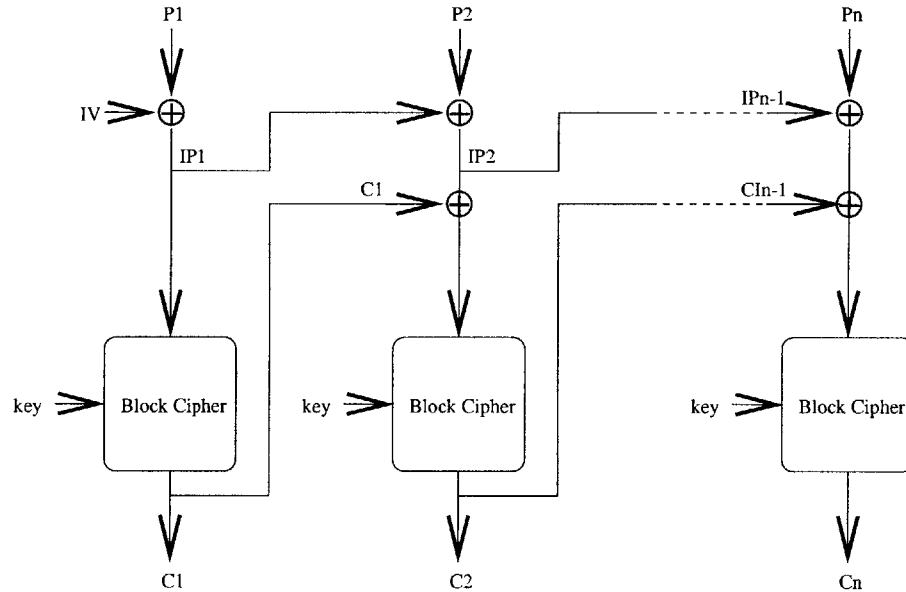 P1
P2
Pn
IV
IPn-1
IP1
IP2
C1
CIn-1
key
Block Cipher
key
Block Cipher
key
Block Cipher
C1
C2
Cn